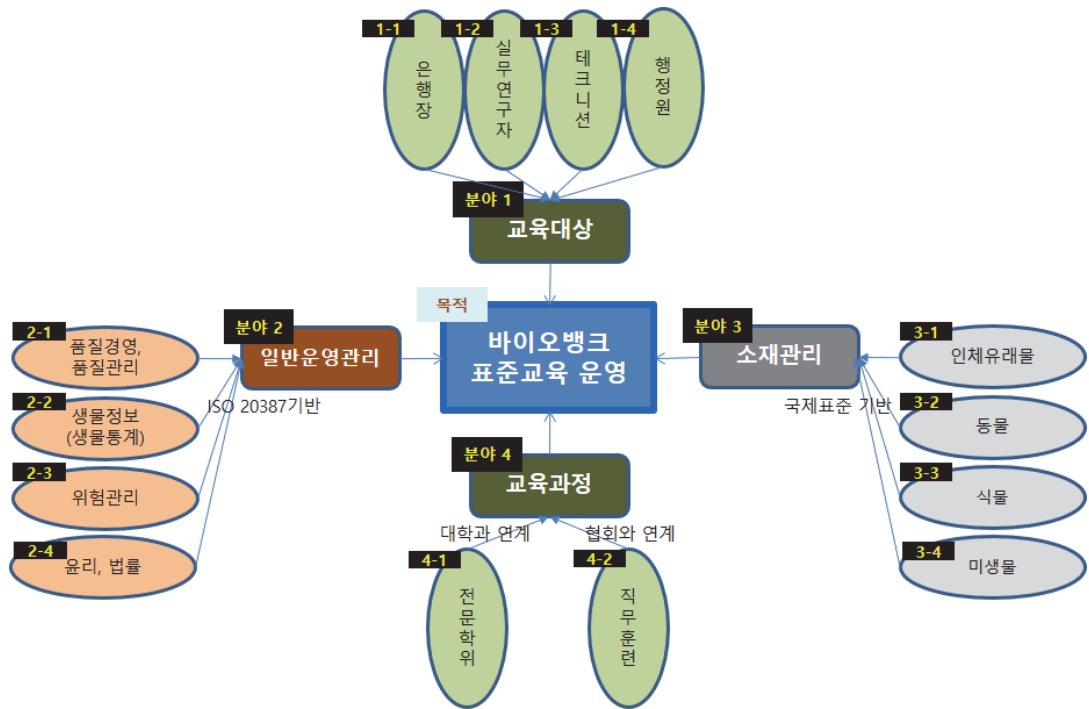 1-1
은행장
1-2
실무연구자
1-3
테크니션
1-4
행정원
분야 1
교육대상
목적
바이오뱅크
표준교육 운영
분야 2
일반운영관리
ISO 20387기반
2-1
품질경영,
품질관리
2-2
생물정보
(생물통계)
2-3
위험관리
2-4
윤리, 법률
분야 3
소재관리
국제표준 기반
3-1
인체유래물
3-2
동물
3-3
식물
3-4
미생물
분야 4
교육과정
대학과 연계
협회와 연계
4-1
전문학위
4-2
직무훈련